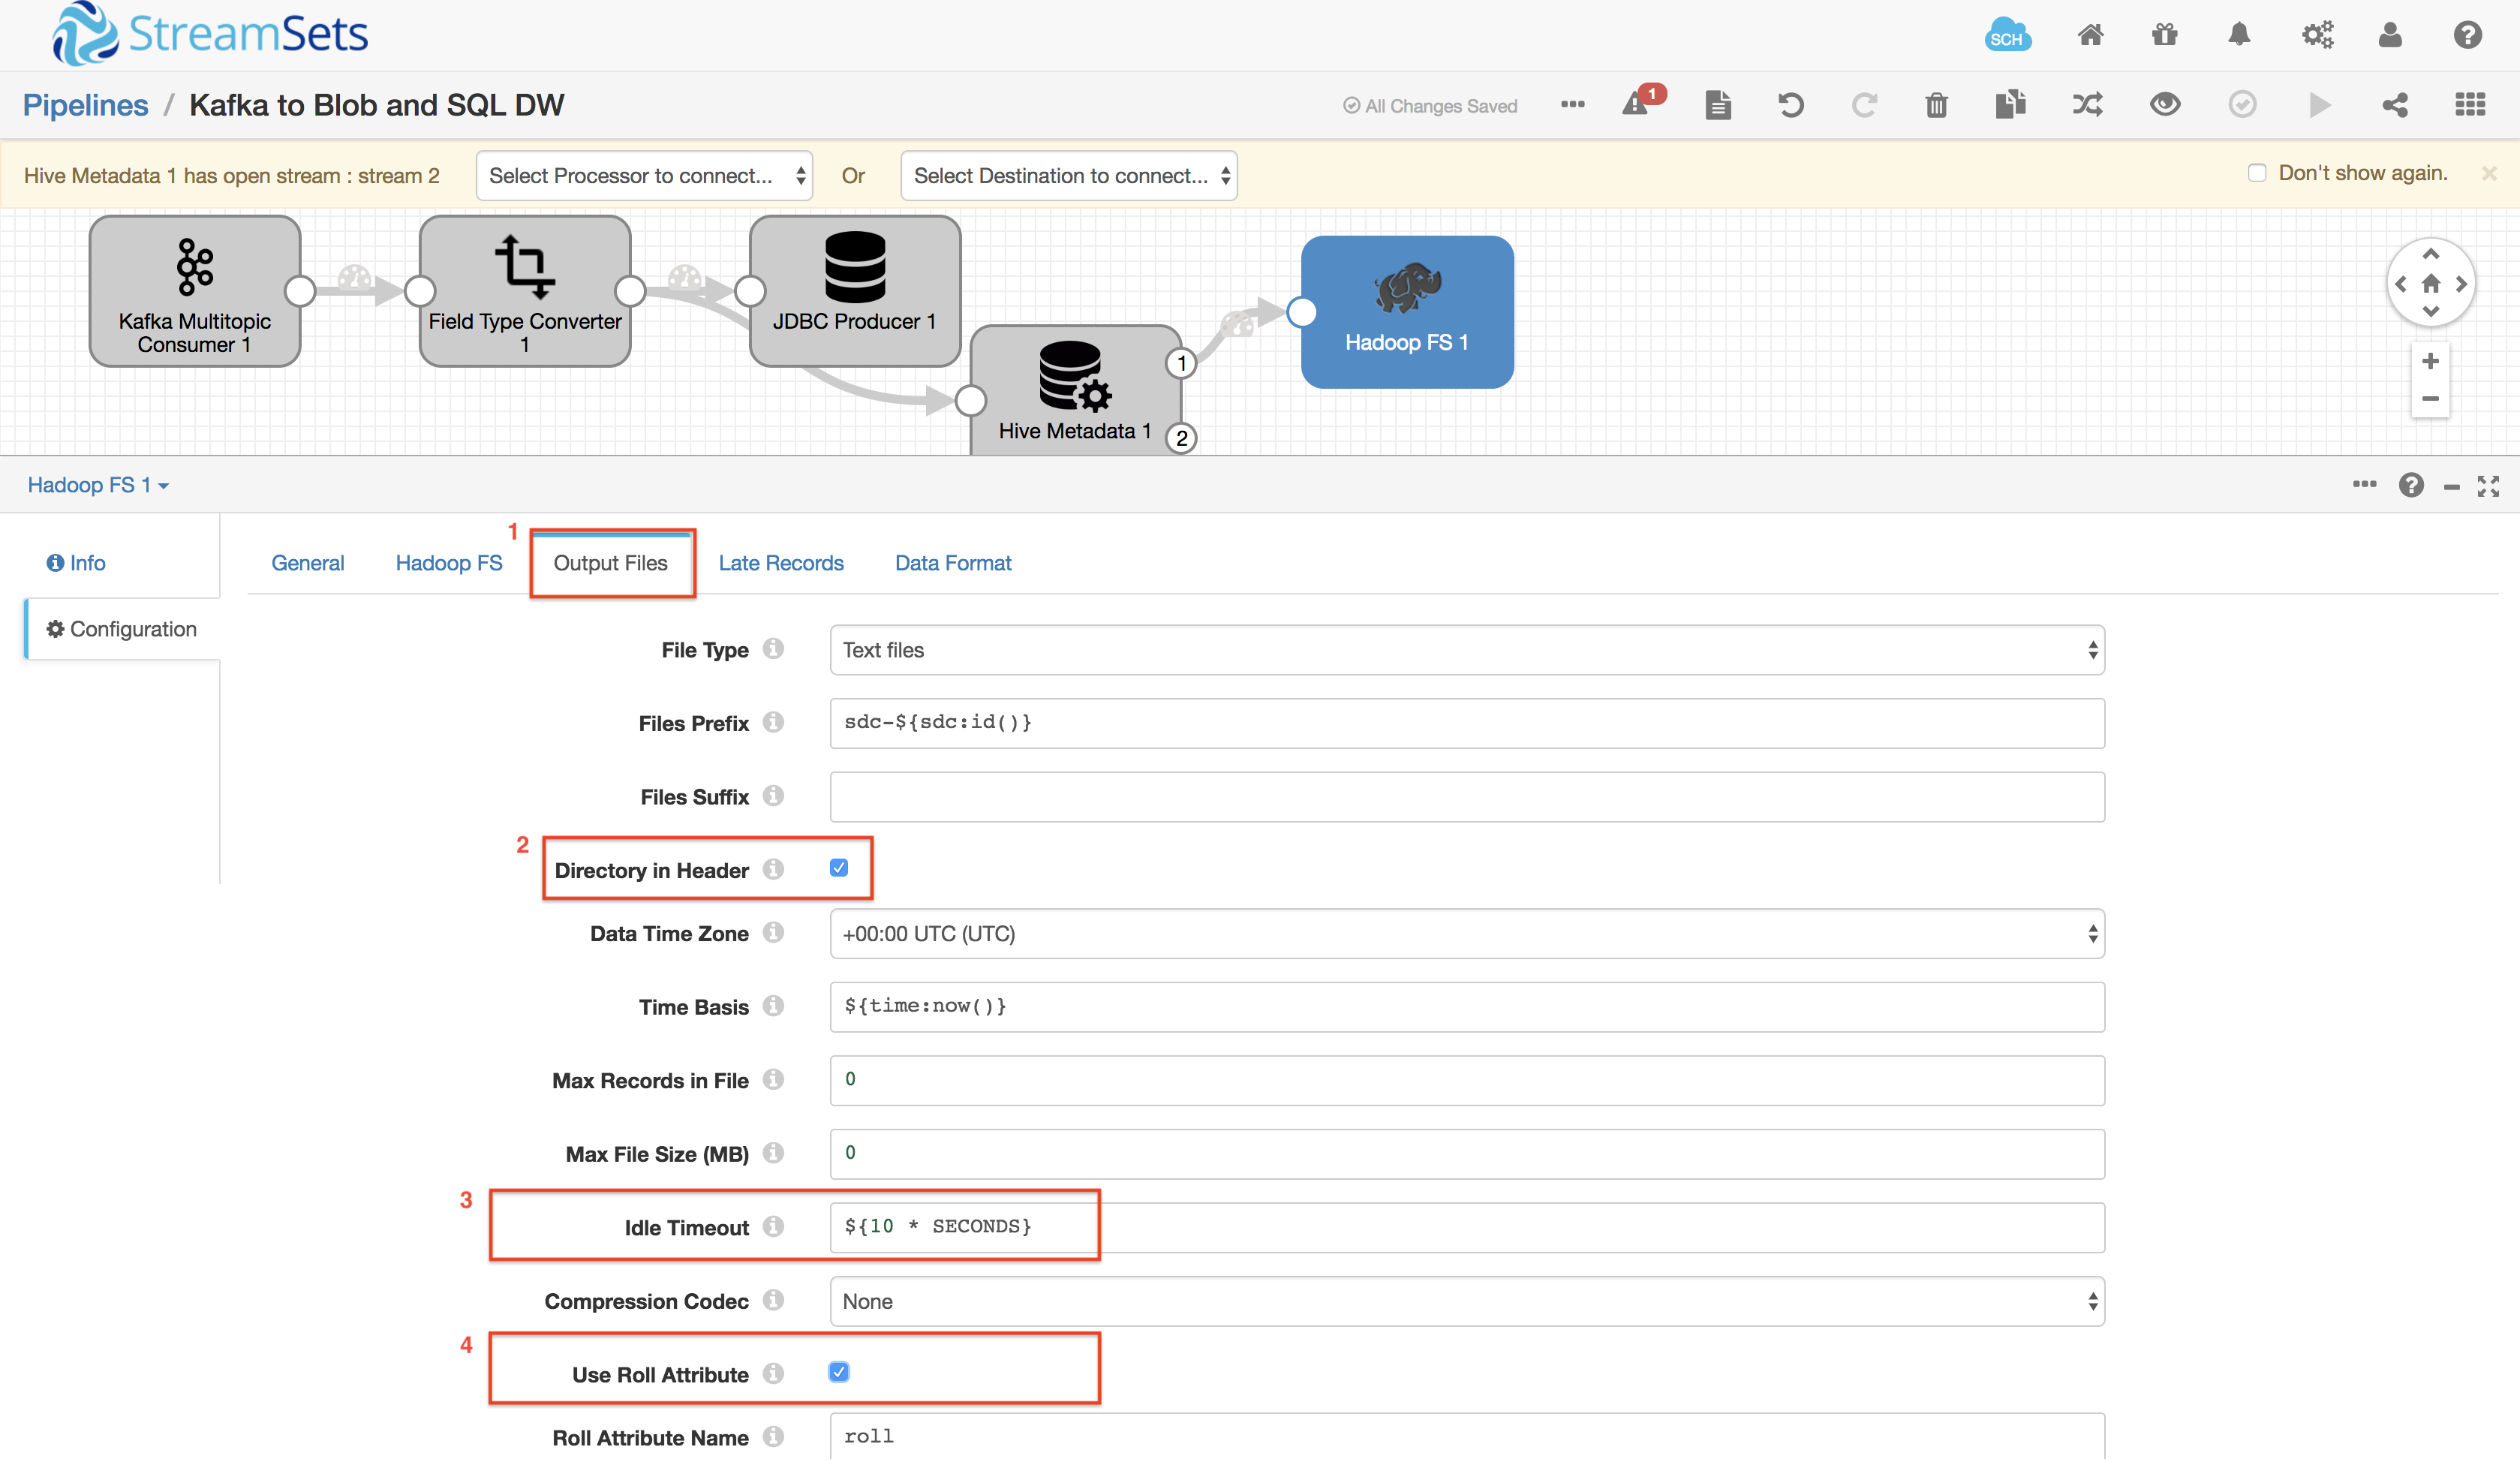 StreamSets
SCH
Pipelines / Kafka to Blob and SQL DW
All Changes Saved
1
Hive Metadata 1 has open stream : stream 2
Select Processor to connect...
Or
Select Destination to connect...
Don't show again.
Kafka Multitopic
Consumer 1
Field Type Converter
1
JDBC Producer 1
Hive Metadata 1
1
2
Hadoop FS 1
Hadoop FS 1
Info
Configuration
1
General
Hadoop FS
Output Files
Late Records
Data Format
File Type
Text files
Files Prefix
sdc-${sdc:id()}
Files Suffix
2
Directory in Header
Data Time Zone
+00:00 UTC (UTC)
Time Basis
${time:now()}
Max Records in File
0
Max File Size (MB)
0
3
Idle Timeout
${10 * SECONDS}
Compression Codec
None
4
Use Roll Attribute
Roll Attribute Name
roll